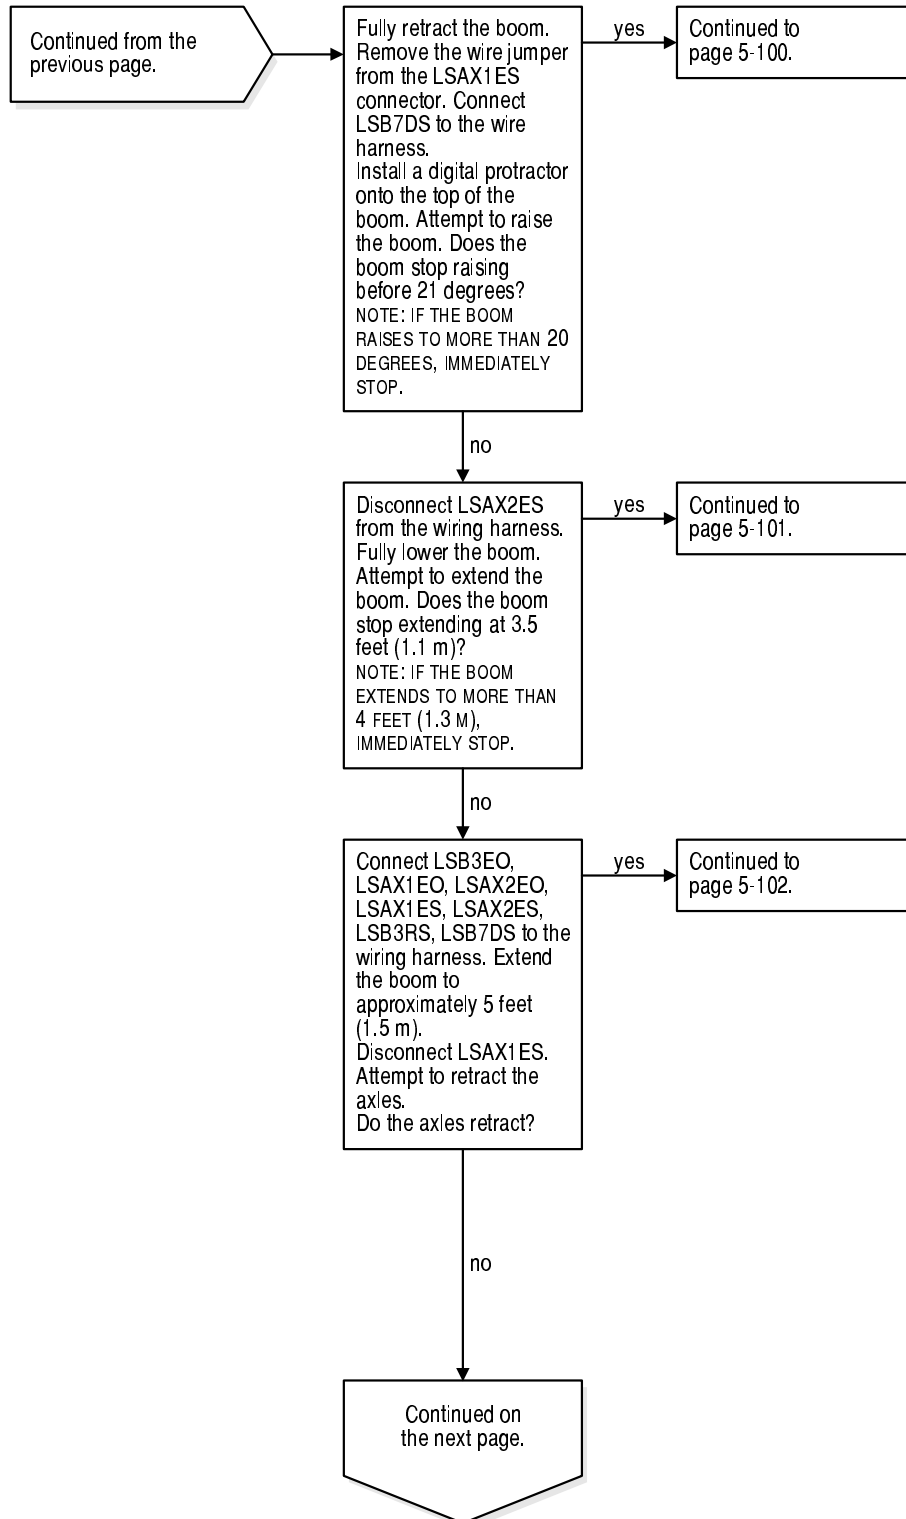 Continued from the
previous page.
Fully retract the boom.
Remove the wire jumper
from the LSAX1ES
connector. Connect
LSB7DS to the wire
harness.
Install a digital protractor
onto the top of the
boom. Attempt to raise
the boom. Does the
boom stop raising
before 21 degrees?
NOTE: IF THE BOOM
RAISES TO MORE THAN 20
DEGREES, IMMEDIATELY
STOP.
yes
Continued to
page 5-100.
no
Disconnect LSAX2ES
from the wiring harness.
Fully lower the boom.
Attempt to extend the
boom. Does the boom
stop extending at 3.5
feet (1.1 m)?
NOTE: IF THE BOOM
EXTENDS TO MORE THAN
4 FEET (1.3 M),
IMMEDIATELY STOP.
yes
Continued to
page 5-101.
no
Connect LSB3EO,
LSAX1EO, LSAX2EO,
LSAX1ES, LSAX2ES,
LSB3RS, LSB7DS to the
wiring harness. Extend
the boom to
approximately 5 feet
(1.5 m).
Disconnect LSAX1ES.
Attempt to retract the
axles.
Do the axles retract?
yes
Continued to
page 5-102.
no
Continued on
the next page.